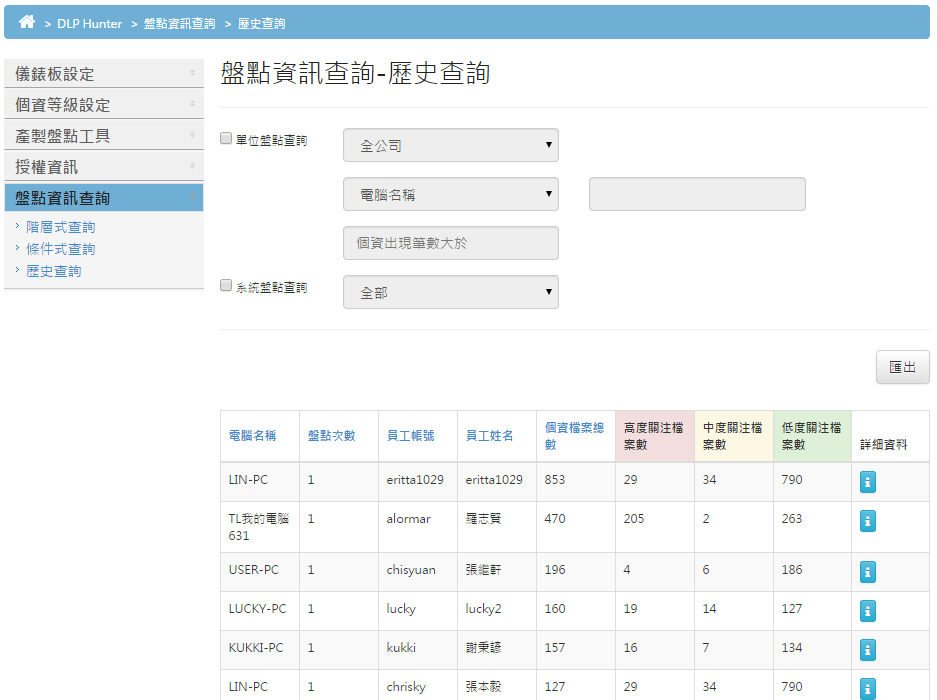 > DLP Hunter > 盤點資訊查詢 > 歷史查詢
儀錶板設定
個資等級設定
產製盤點工具
授權資訊
盤點資訊查詢
階層式查詢
條件式查詢
歷史查詢
盤點資訊查詢-歷史查詢
單位盤點查詢 全公司
電腦名稱
個資出現筆數大於
系統盤點查詢 全部
匯出
電腦名稱 盤點次數 員工帳號 員工姓名 個資檔案總數 高度關注檔案數 中度關注檔案數 低度關注檔案數 詳細資料
LIN-PC 1 eritta1029 eritta1029 853 29 34 790
TL我的電腦631 1 alormar 羅志賢 470 205 2 263
USER-PC 1 chisyuan 張繼軒 196 4 6 186
LUCKY-PC 1 lucky lucky2 160 19 14 127
KUKKI-PC 1 kukki 謝秉諺 157 16 7 134
LIN-PC 1 chrisky 張本毅 127 29 34 790